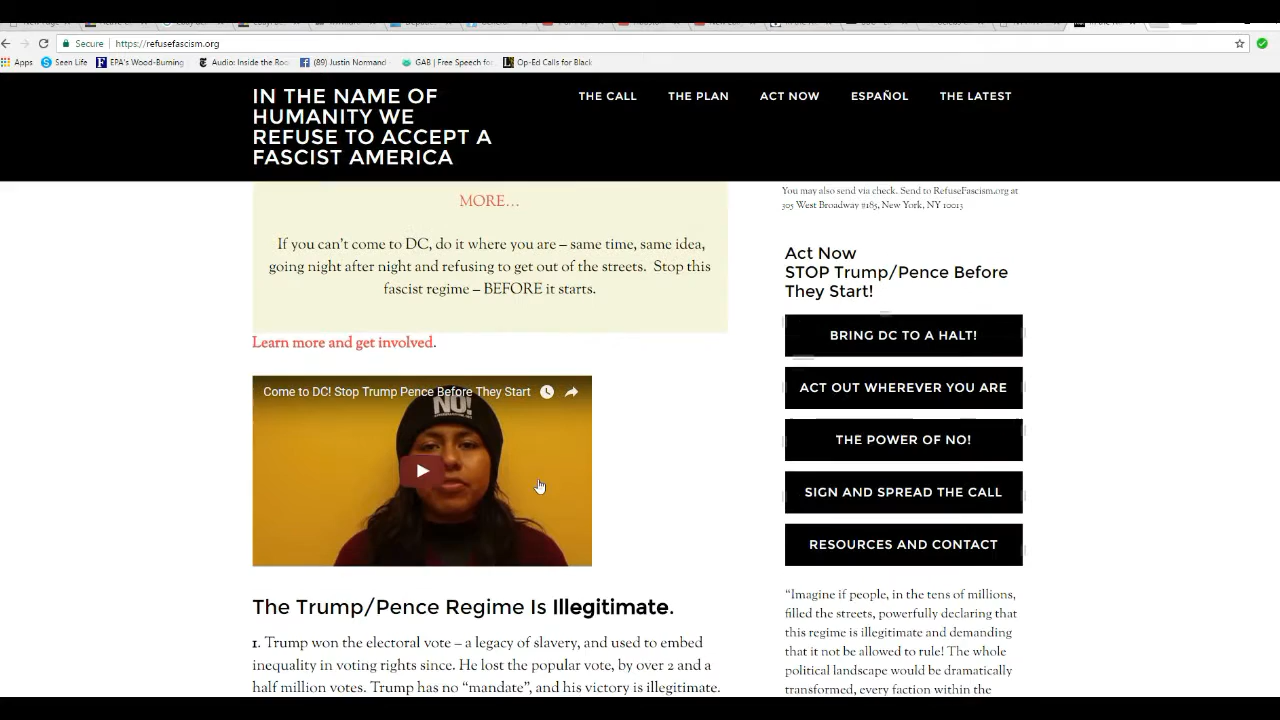 Secure
https://refusefascism.org
Apps
Seen Life
EPA's Wood-Burning
Audio: Inside the Roo
(89) Justin Normand
GAB | Free Speech fo
Op-Ed Calls for Black
IN THE NAME OF
HUMANITY WE
REFUSE TO ACCEPT A
FASCIST AMERICA
THE CALL
THE PLAN
ACT NOW
ESPAÑOL
THE LATEST
MORE...
If you can't come to DC, do it where you are – same time, same idea,
going night after night and refusing to get out of the streets. Stop this
fascist regime – BEFORE it starts.
Learn more and get involved.
Come to DC! Stop Trump Pence Before They Start
NO!
The Trump/Pence Regime Is Illegitimate.
1. Trump won the electoral vote – a legacy of slavery, and used to embed
inequality in voting rights since. He lost the popular vote, by over 2 and a
half million votes. Trump has no "mandate", and his victory is illegitimate.
You may also send via check. Send to RefuseFascism.org at
305 West Broadway #185, New York, NY 10013
Act Now
STOP Trump/Pence Before
They Start!
BRING DC TO A HALT!
ACT OUT WHEREVER YOU ARE
THE POWER OF NO!
SIGN AND SPREAD THE CALL
RESOURCES AND CONTACT
"Imagine if people, in the tens of millions,
filled the streets, powerfully declaring that
this regime is illegitimate and demanding
that it not be allowed to rule! The whole
political landscape would be dramatically
transformed, every faction within the